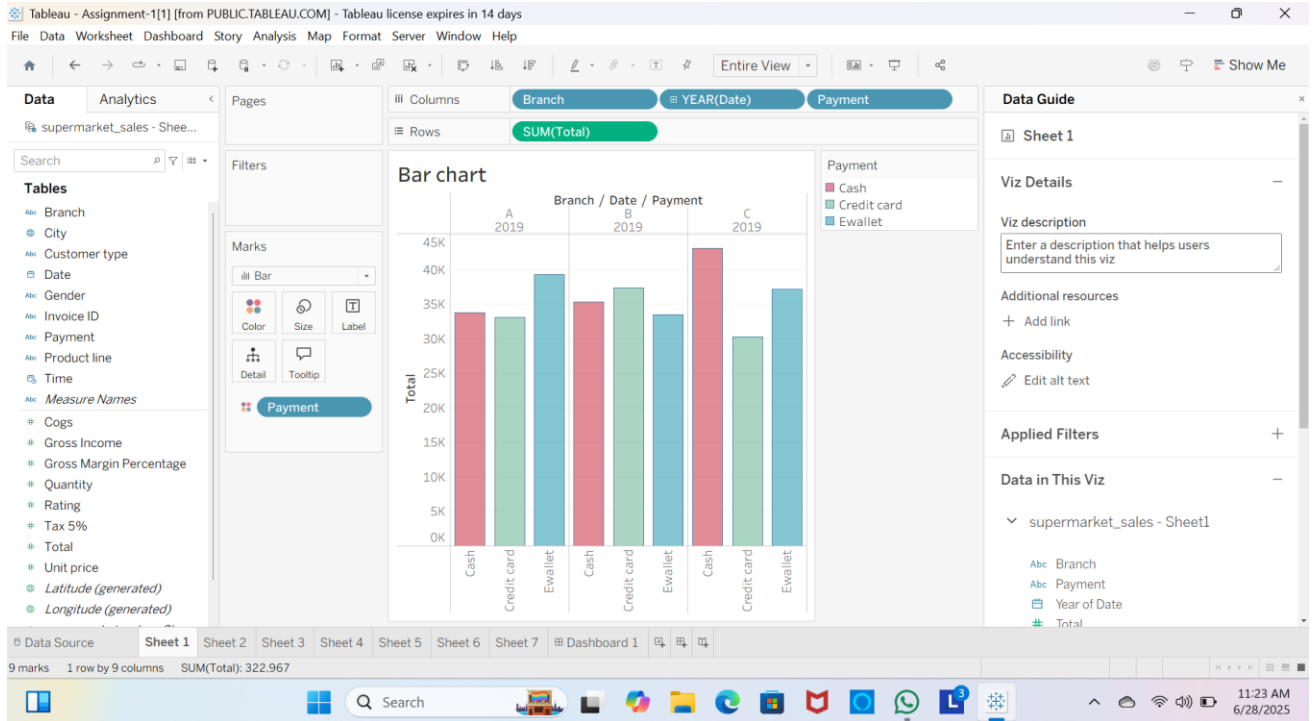 Tableau - Assignment-1[1] [from PUBLIC.TABLEAU.COM] - Tableau license expires in 14 days
File Data Worksheet Dashboard Story Analysis Map Format Server Window Help
Entire View
Show Me
Data Analytics
supermarket_sales - Shee...
Search
Tables
Abc Branch
City
Abc Customer type
Date
Abc Gender
Abc Invoice ID
Abc Payment
Abc Product line
Time
Abc Measure Names
# Cogs
# Gross Income
# Gross Margin Percentage
# Quantity
# Rating
# Tax 5%
# Total
# Unit price
Latitude (generated)
Longitude (generated)
Pages
Filters
Marks
Bar
Color Size Label
Detail Tooltip
Payment
Columns Branch YEAR(Date) Payment
Rows SUM(Total)
Bar chart
Branch / Date / Payment
A B C
2019 2019 2019
45K
40K
35K
30K
25K
20K
15K
10K
5K
0K
Total
Cash Credit card Ewallet Cash Credit card Ewallet Cash Credit card Ewallet
Payment
Cash
Credit card
Ewallet
Data Guide
Sheet 1
Viz Details
Viz description
Enter a description that helps users
understand this viz
Additional resources
Add link
Accessibility
Edit alt text
Applied Filters
Data in This Viz
supermarket_sales - Sheet1
Abc Branch
Abc Payment
Year of Date
# Total
Data Source Sheet 1 Sheet 2 Sheet 3 Sheet 4 Sheet 5 Sheet 6 Sheet 7 Dashboard 1
9 marks 1 row by 9 columns SUM(Total): 322,967
Search
3
11:23 AM
6/28/2025